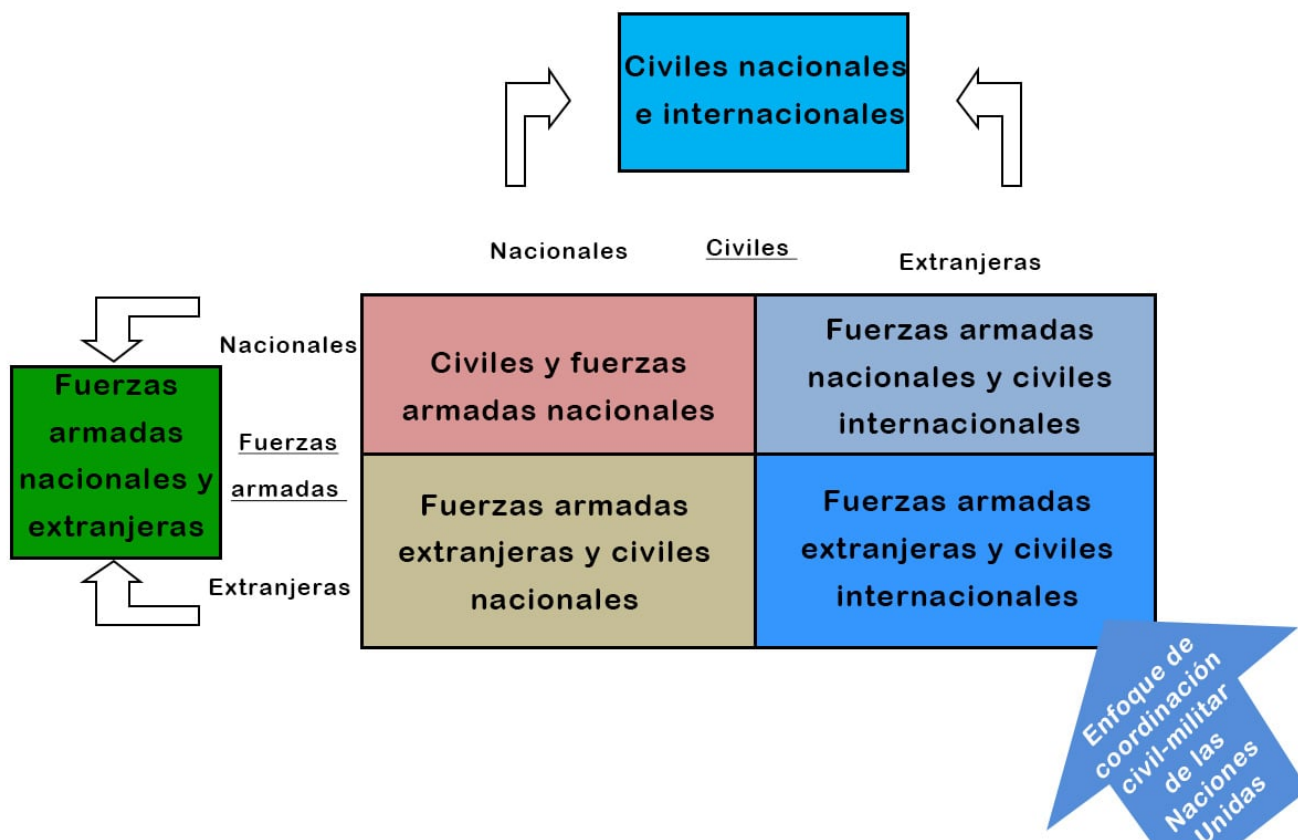 Civiles nacionales
e internacionales
Nacionales
Civiles
Extranjeras
Nacionales
Fuerzas
armadas
nacionales y
extranjeras
Fuerzas
armadas
Extranjeras
Civiles y fuerzas
armadas nacionales
Fuerzas armadas
nacionales y civiles
internacionales
Fuerzas armadas
extranjeras y civiles
nacionales
Fuerzas armadas
extranjeras y civiles
internacionales
Enfoque de
coordinación
civil-militar
de las
Naciones
Unidas